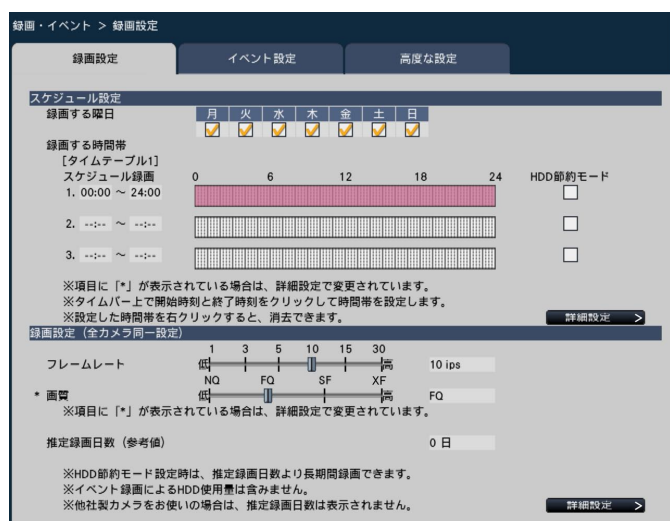 録画・イベント > 録画設定
録画設定 イベント設定 高度な設定
スケジュール設定
録画する曜日 月 火 水 木 金 土 日
録画する時間帯
[タイムテーブル1]
スケジュール録画 0 6 12 18 24 HDD節約モード
1. 00:00 ～ 24:00
2. --:-- ～ --:--
3. --:-- ～ --:--
※項目に「*」が表示されている場合は、詳細設定で変更されています。
※タイムバー上で開始時刻と終了時刻をクリックして時間帯を設定します。
※設定した時間帯を右クリックすると、消去できます。
詳細設定 >
録画設定（全カメラ同一設定）
1 3 5 10 15 30
フレームレート 低 高 10 ips
NQ FQ SF XF
* 画質 低 高 FQ
※項目に「*」が表示されている場合は、詳細設定で変更されています。
推定録画日数（参考値） 0 日
※HDD節約モード設定時は、推定録画日数より長期間録画できます。
※イベント録画によるHDD使用量は含みません。
※他社製カメラをお使いの場合は、推定録画日数は表示されません。
詳細設定 >